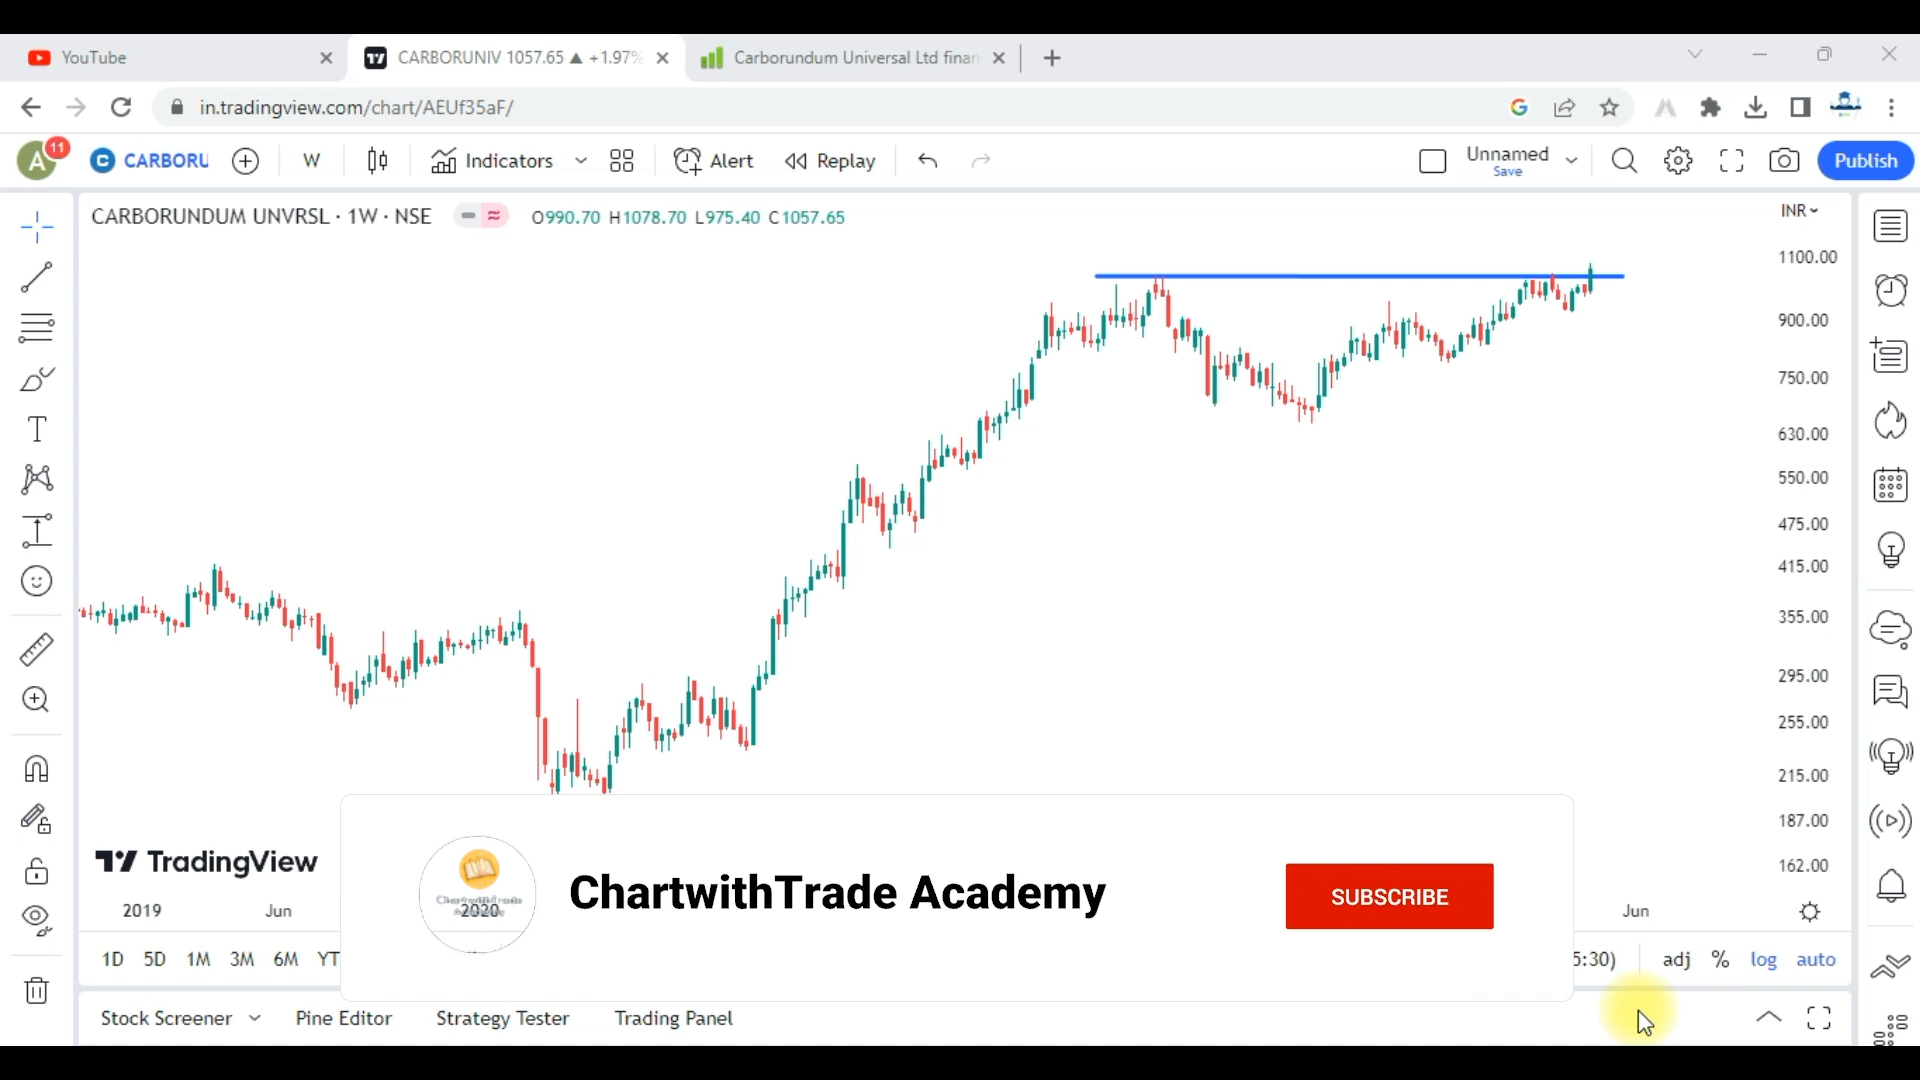 YouTube
CARBORUNIV 1057.65 ▲ +1.97%
Carborundum Universal Ltd finan
in.tradingview.com/chart/AEUf35aF/
A 11
C CARBORU
W
Indicators
Alert
Replay
Unnamed
Save
Publish
CARBORUNDUM UNVRSL · 1W · NSE
O990.70 H1078.70 L975.40 C1057.65
INR
1100.00
900.00
750.00
630.00
550.00
475.00
415.00
355.00
295.00
255.00
215.00
187.00
162.00
TradingView
2019
Jun
2020
Jun
ChartwithTrade Academy
SUBSCRIBE
1D 5D 1M 3M 6M YT
5:30)
adj % log auto
Stock Screener
Pine Editor
Strategy Tester
Trading Panel